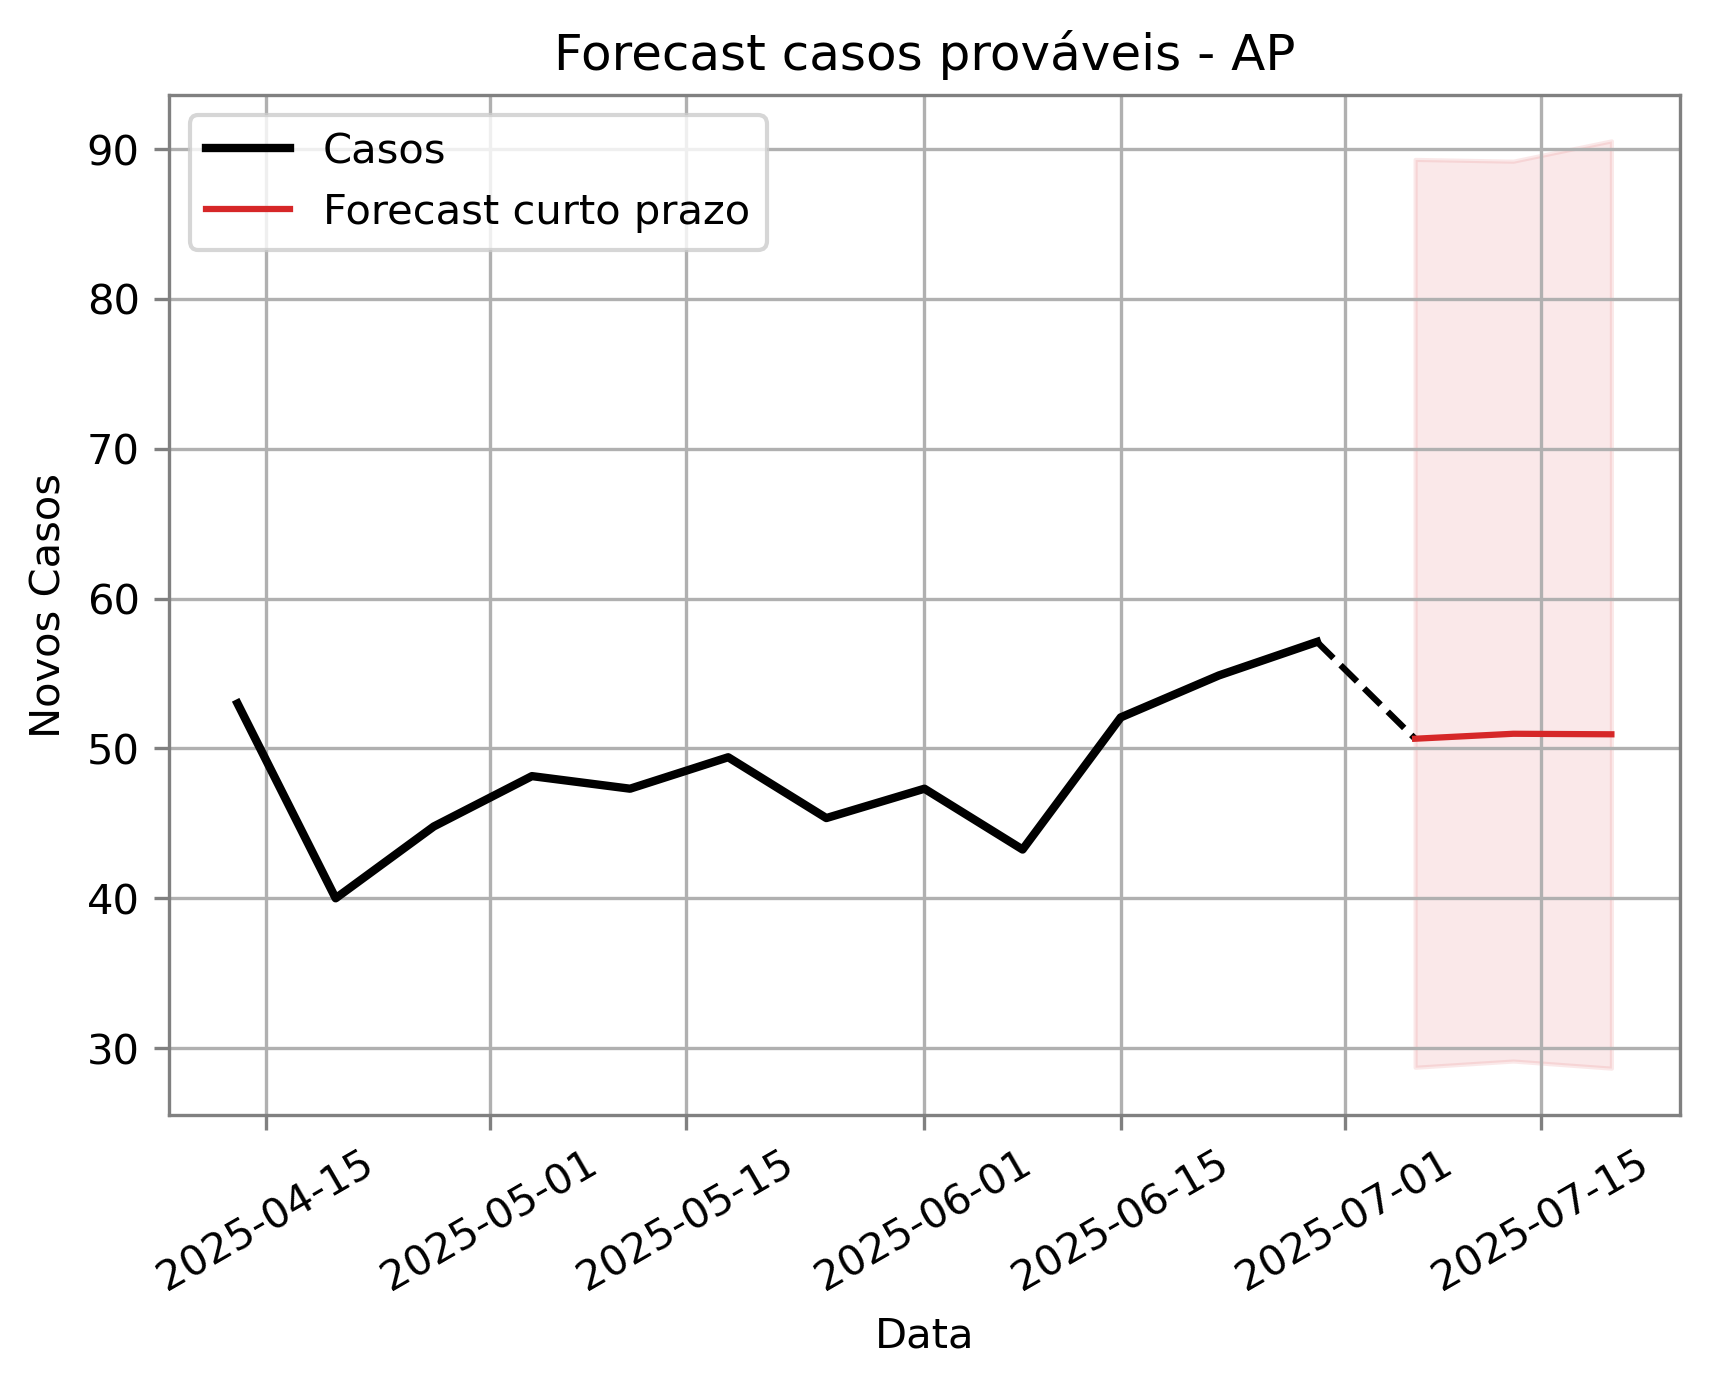 Forecast casos prováveis - AP
Casos
Forecast curto prazo
90
80
70
60
50
40
30
Novos Casos
2025-04-15
2025-05-01
2025-05-15
2025-06-01
2025-06-15
2025-07-01
2025-07-15
Data